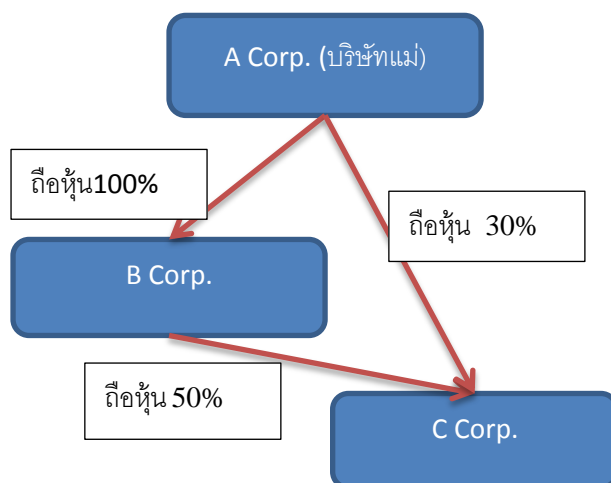 A Corp. (บริษัทแม่)
ถือหุ้น100%
ถือหุ้น 30%
B Corp.
ถือหุ้น 50%
C Corp.